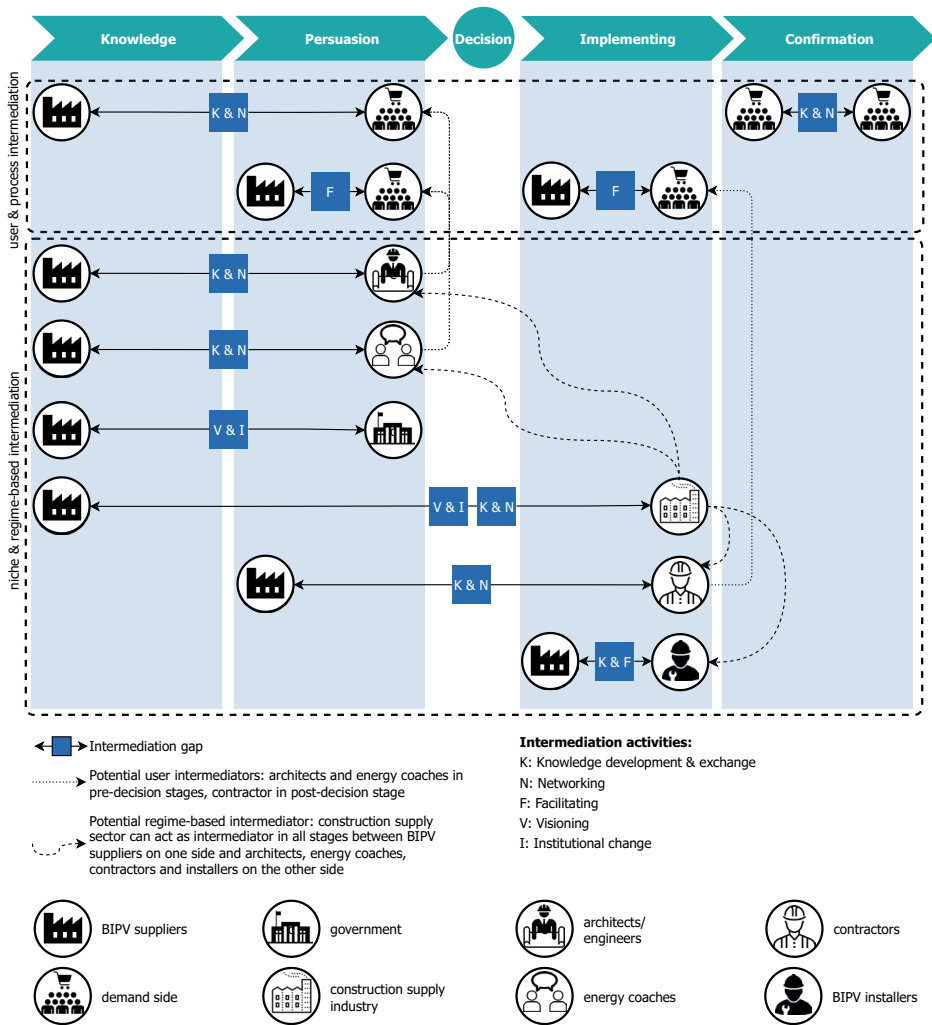 Knowledge
Persuasion
Decision
Implementing
Confirmation
user & process intermediation
K & N
K & N
F
F
niche & regime-based intermediation
K & N
K & N
V & I
V & I
K & N
K & N
K & F
Intermediation gap
Potential user intermediators: architects and energy coaches in
pre-decision stages, contractor in post-decision stage
Potential regime-based intermediator: construction supply
sector can act as intermediator in all stages between BIPV
suppliers on one side and architects, energy coaches,
contractors and installers on the other side
Intermediation activities:
K: Knowledge development & exchange
N: Networking
F: Facilitating
V: Visioning
I: Institutional change
BIPV suppliers
government
architects/
engineers
contractors
demand side
construction supply
industry
energy coaches
BIPV installers